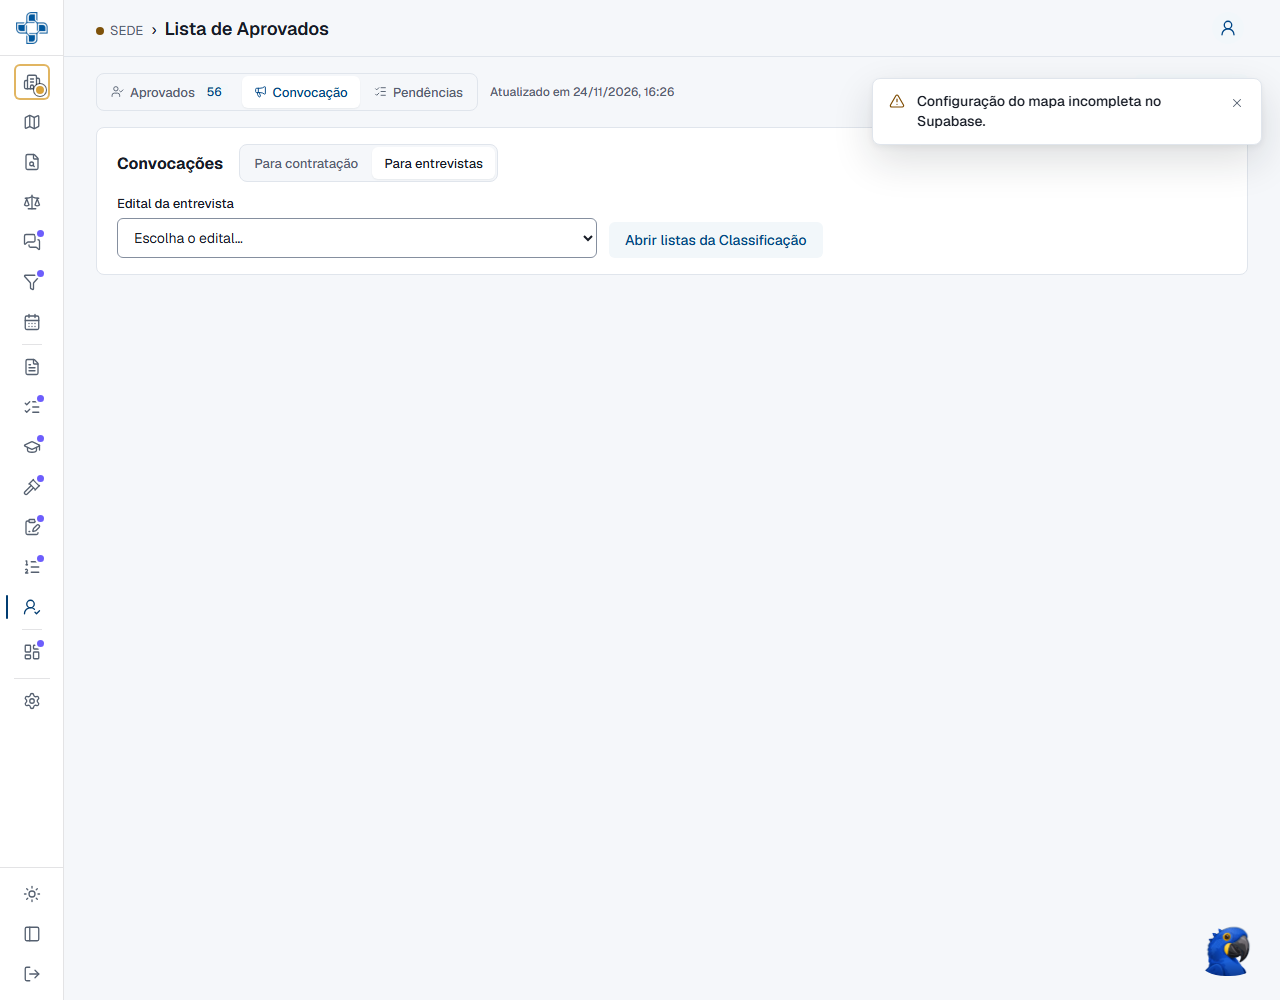 SEDE › Lista de Aprovados
Aprovados 56 Convocação Pendências Atualizado em 24/11/2026, 16:26
Configuração do mapa incompleta no
Supabase.
Convocações Para contratação Para entrevistas
Edital da entrevista
Escolha o edital... Abrir listas da Classificação